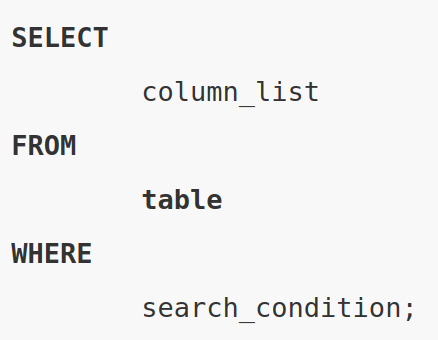 SELECT
column_list
FROM
table
WHERE
search_condition;